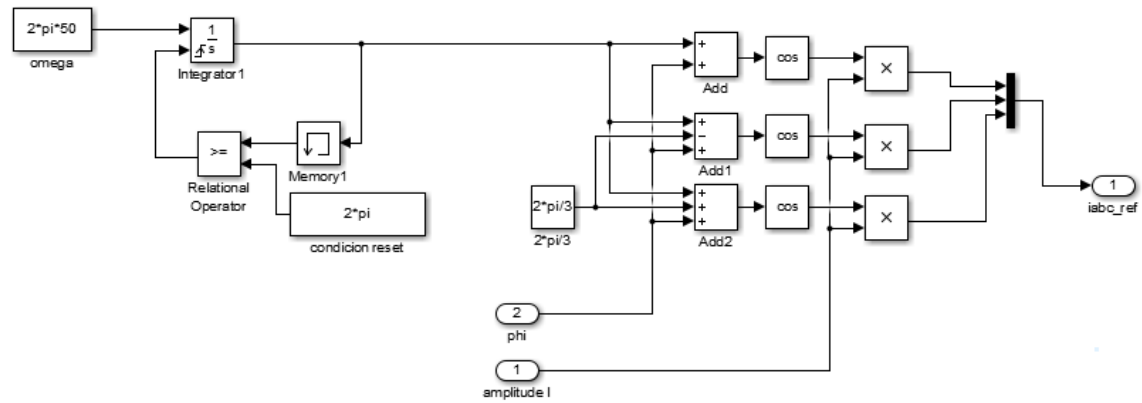 2*pi*50
omega
1
s
Integrator1
>=
Relational
Operator
Memory1
2*pi
condicion reset
+
+
Add
cos
×
+
−
+
Add1
cos
×
2*pi/3
2*pi/3
+
+
+
Add2
cos
×
1
iabc_ref
2
phi
1
amplitude I